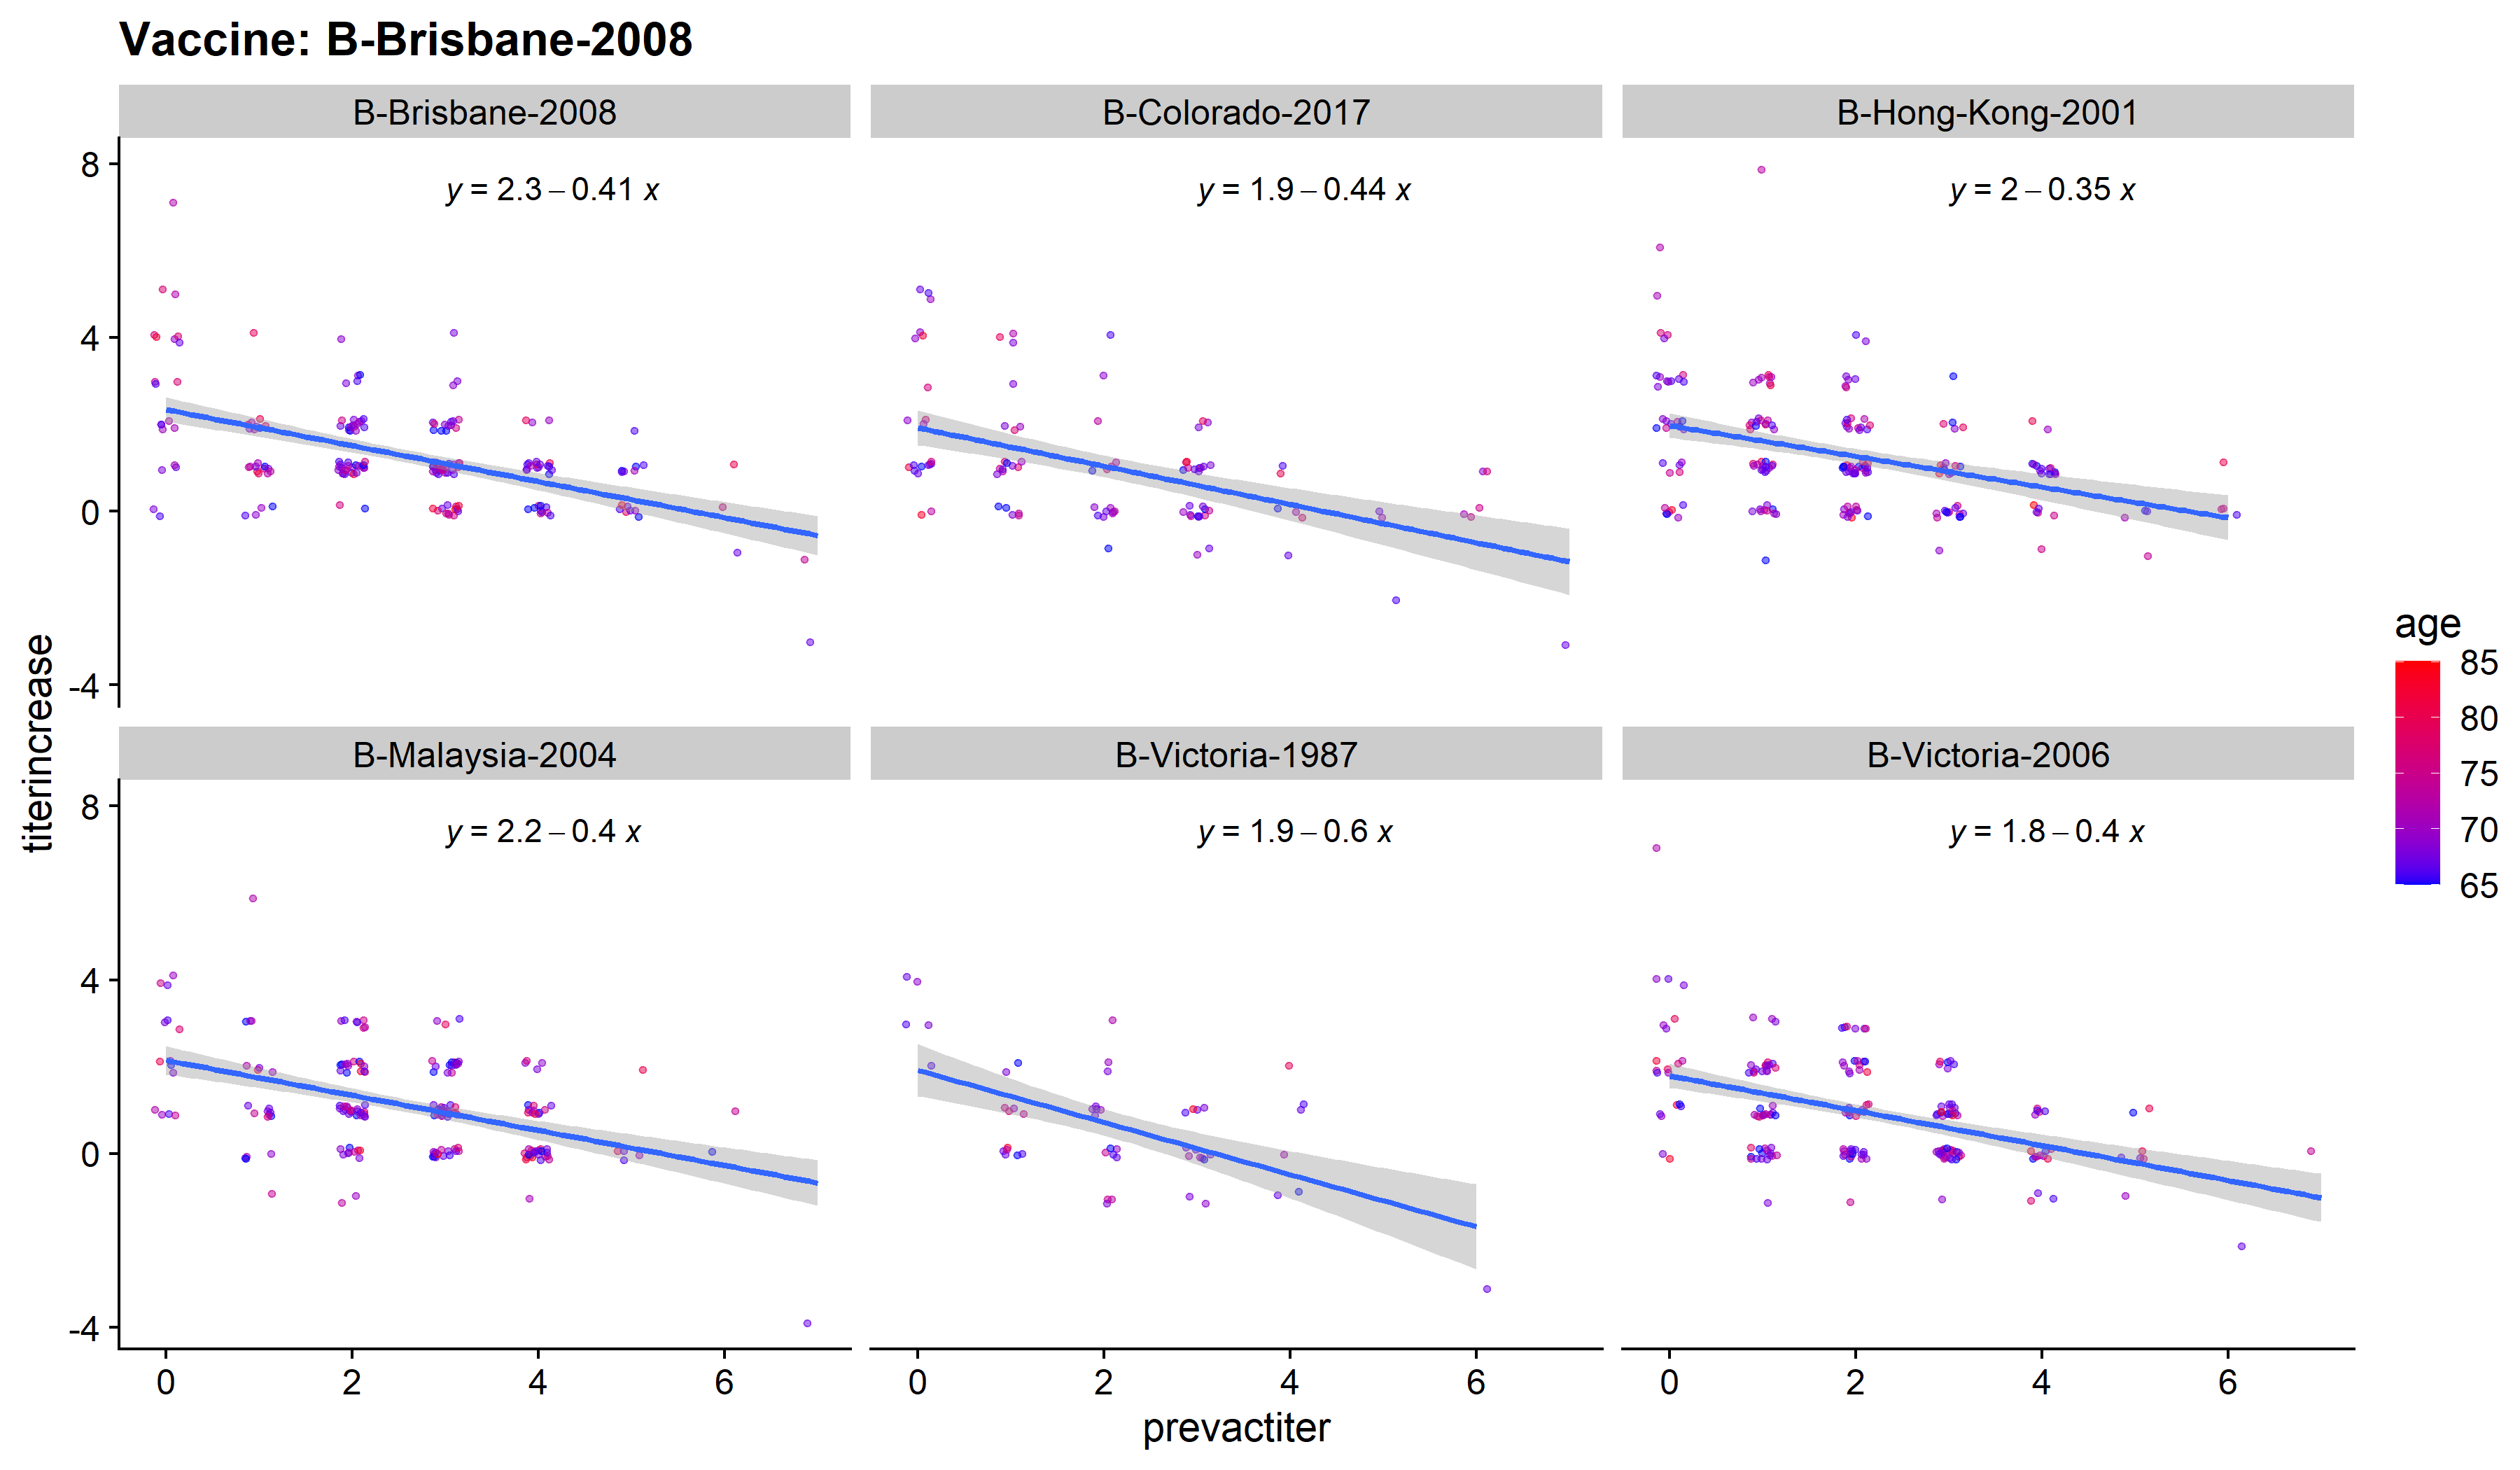 Vaccine: B-Brisbane-2008
B-Brisbane-2008
B-Colorado-2017
B-Hong-Kong-2001
y = 2.3 – 0.41 x
y = 1.9 – 0.44 x
y = 2 – 0.35 x
8
4
0
-4
B-Malaysia-2004
B-Victoria-1987
B-Victoria-2006
y = 2.2 – 0.4 x
y = 1.9 – 0.6 x
y = 1.8 – 0.4 x
8
4
0
-4
titerincrease
0 2 4 6
0 2 4 6
0 2 4 6
prevactiter
age
85
80
75
70
65